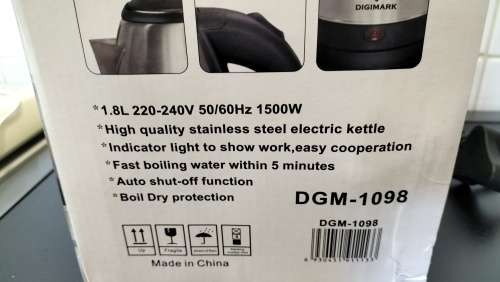 DIGIMARK
*1.8L 220-240V 50/60Hz 1500W
*High quality stainless steel electric kettle
*Indicator light to show work,easy cooperation
*Fast boiling water within 5 minutes
*Auto shut-off function
*Boil Dry protection
DGM-1098
DGM-1098
Up
Fragile
Made in China